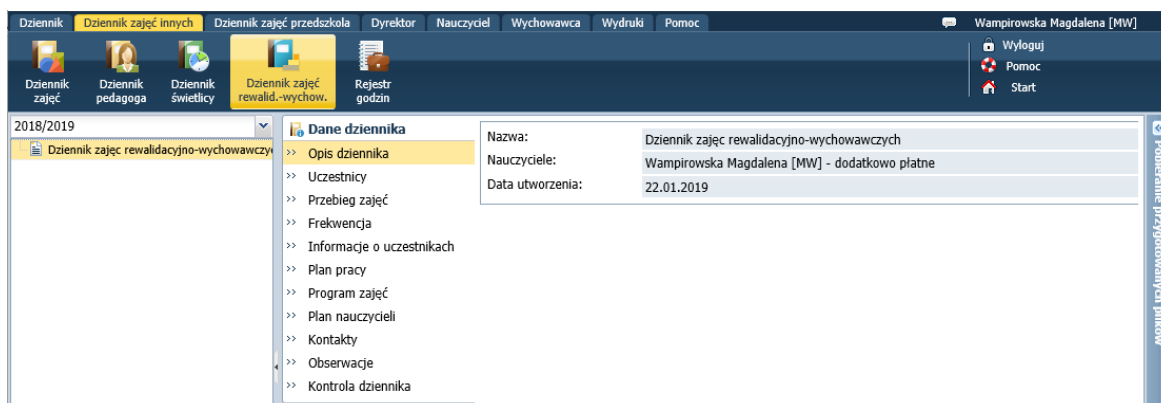 Dziennik Dziennik zajęć innych Dziennik zajęć przedszkola Dyrektor Nauczyciel Wychowawca Wydruki Pomoc Wampirowska Magdalena [MW]
Wyloguj
Pomoc
Start
Dziennik zajęć
Dziennik pedagoga
Dziennik świetlicy
Dziennik zajęć rewalid.-wychow.
Rejestr godzin
2018/2019
Dziennik zajęc rewalidacyjno-wychowawczy
Dane dziennika
Opis dziennika
Uczestnicy
Przebieg zajęć
Frekwencja
Informacje o uczestnikach
Plan pracy
Program zajęć
Plan nauczycieli
Kontakty
Obserwacje
Kontrola dziennika
Nazwa: Dziennik zajęc rewalidacyjno-wychowawczych
Nauczyciele: Wampirowska Magdalena [MW] - dodatkowo płatne
Data utworzenia: 22.01.2019
Pobieranie przygotowanych plików